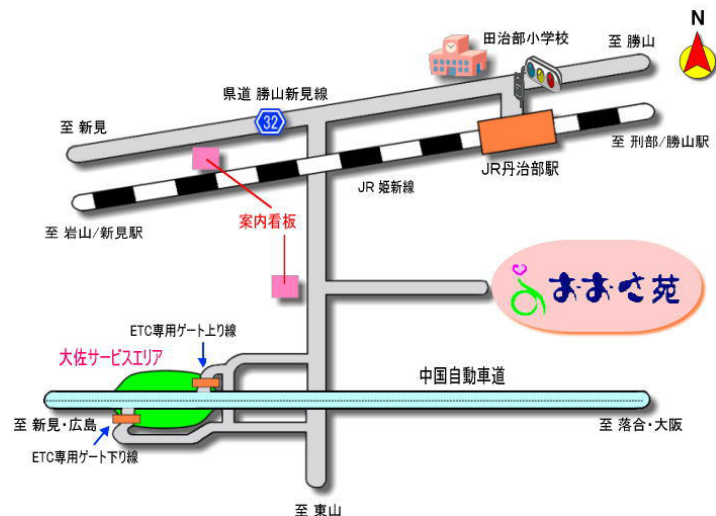 N
田治部小学校
至 勝山
県道 勝山新見線
32
至 新見
至 刑部/勝山駅
JR丹治部駅
JR 姫新線
案内看板
至 岩山/新見駅
おおさ苑
ETC専用ゲート上り線
大佐サービスエリア
中国自動車道
至 新見・広島
至 落合・大阪
ETC専用ゲート下り線
至 東山